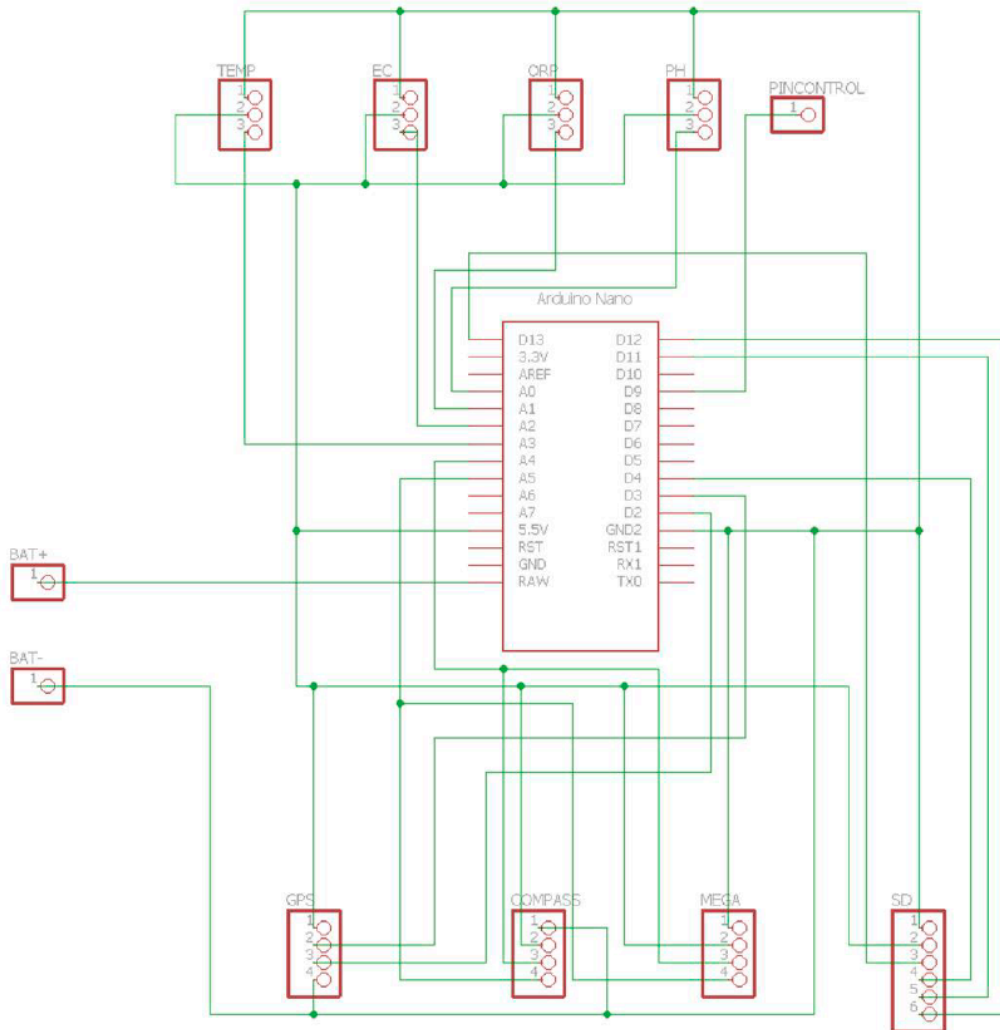 TEMP
1
2
3
EC
1
2
3
ORP
1
2
3
PH
1
2
3
PINCONTROL
1
Arduino Nano
D13 D12
3.3V D11
AREF D10
A0 D9
A1 D8
A2 D7
A3 D6
A4 D5
A5 D4
A6 D3
A7 D2
5.5V GND2
RST RST1
GND RX1
RAW TX0
BAT+
1
BAT-
1
GPS
1
2
3
4
COMPASS
1
2
3
4
MEGA
1
2
3
4
SD
1
2
3
4
5
6